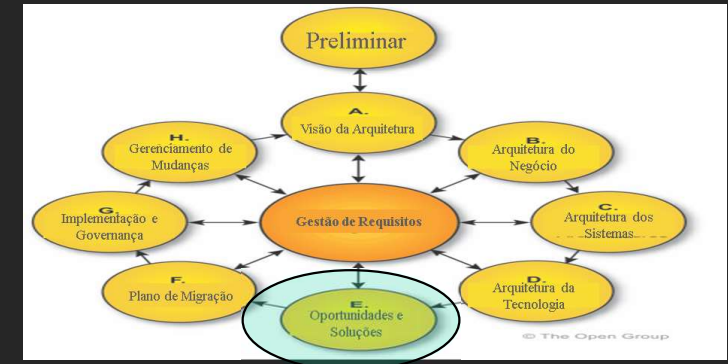 Preliminar
A.
Visão da Arquitetura
B.
Arquitetura do
Negócio
C.
Arquitetura dos
Sistemas
D.
Arquitetura da
Tecnologia
E.
Oportunidades e
Soluções
F.
Plano de Migração
G.
Implementação e
Governança
H.
Gerenciamento de
Mudanças
Gestão de Requisitos
© The Open Group